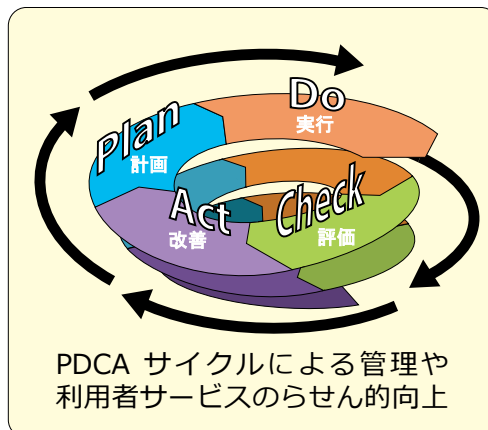 Plan
計画
Do
実行
Check
評価
Act
改善
PDCA サイクルによる管理や
利用者サービスのらせん的向上